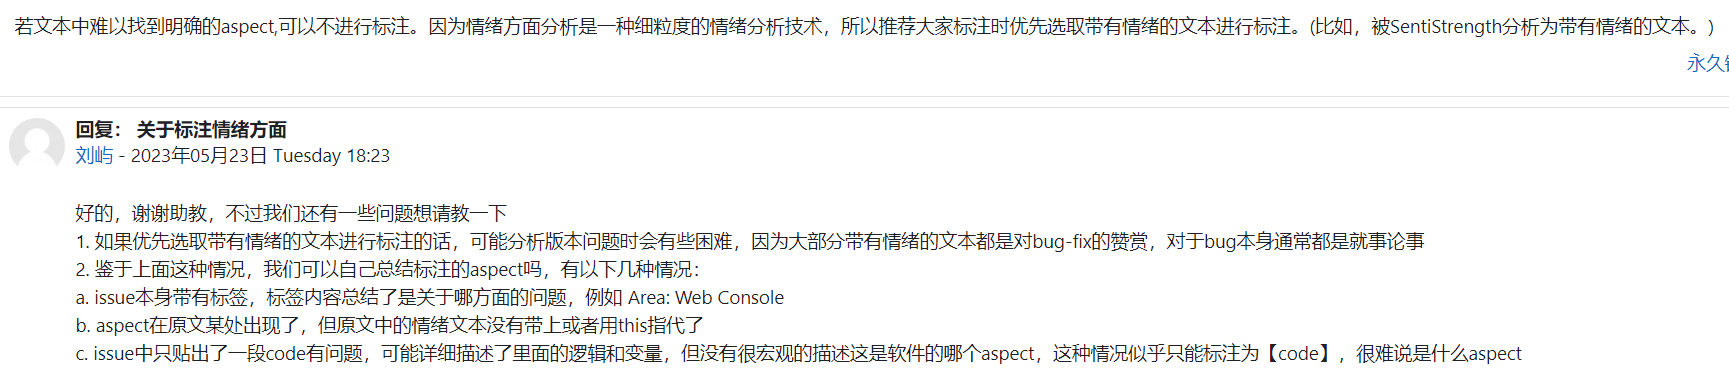 若文本中难以找到明确的aspect,可以不进行标注。因为情绪方面分析是一种细粒度的情绪分析技术，所以推荐大家标注时优先选取带有情绪的文本进行标注。(比如，被SentiStrength分析为带有情绪的文本。)
永久
回复： 关于标注情绪方面
刘屿 - 2023年05月23日 Tuesday 18:23
好的，谢谢助教，不过我们还有一些问题想请教一下
1. 如果优先选取带有情绪的文本进行标注的话，可能分析版本问题时会有些困难，因为大部分带有情绪的文本都是对bug-fix的赞赏，对于bug本身通常都是就事论事
2. 鉴于上面这种情况，我们可以自己总结标注的aspect吗，有以下几种情况：
a. issue本身带有标签，标签内容总结了是关于哪方面的问题，例如 Area: Web Console
b. aspect在原文某处出现了，但原文中的情绪文本没有带上或者用this指代了
c. issue中只贴出了一段code有问题，可能详细描述了里面的逻辑和变量，但没有很宏观的描述这是软件的哪个aspect，这种情况似乎只能标注为【code】，很难说是什么aspect